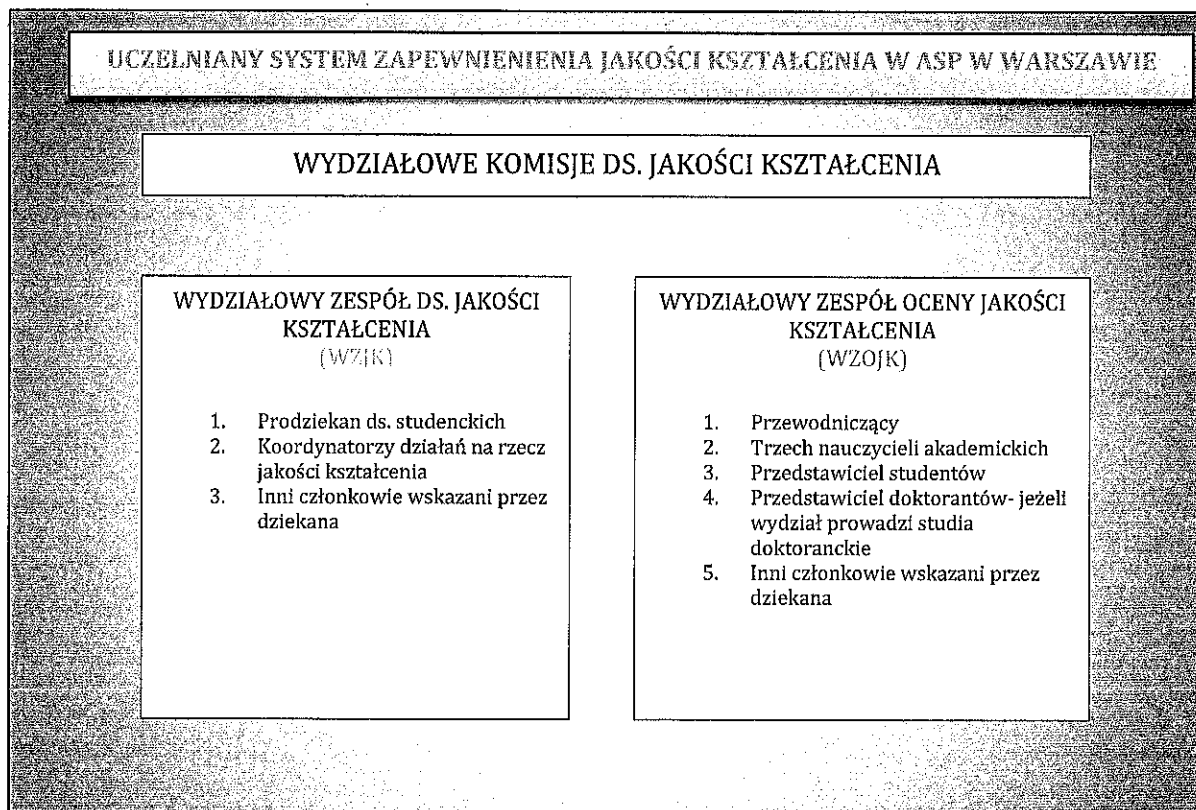 UCZELNIANY SYSTEM ZAPEWNIENIENIA JAKOŚCI KSZTAŁCENIA W ASP W WARSZAWIE
WYDZIAŁOWE KOMISJE DS. JAKOŚCI KSZTAŁCENIA
WYDZIAŁOWY ZESPÓŁ DS. JAKOŚCI
KSZTAŁCENIA
(WZJK)
1. Prodziekan ds. studenckich
2. Koordynatorzy działań na rzecz
jakości kształcenia
3. Inni członkowie wskazani przez
dziekana
WYDZIAŁOWY ZESPÓŁ OCENY JAKOŚCI
KSZTAŁCENIA
(WZOJK)
1. Przewodniczący
2. Trzech nauczycieli akademickich
3. Przedstawiciel studentów
4. Przedstawiciel doktorantów- jeżeli
wydział prowadzi studia
doktoranckie
5. Inni członkowie wskazani przez
dziekana